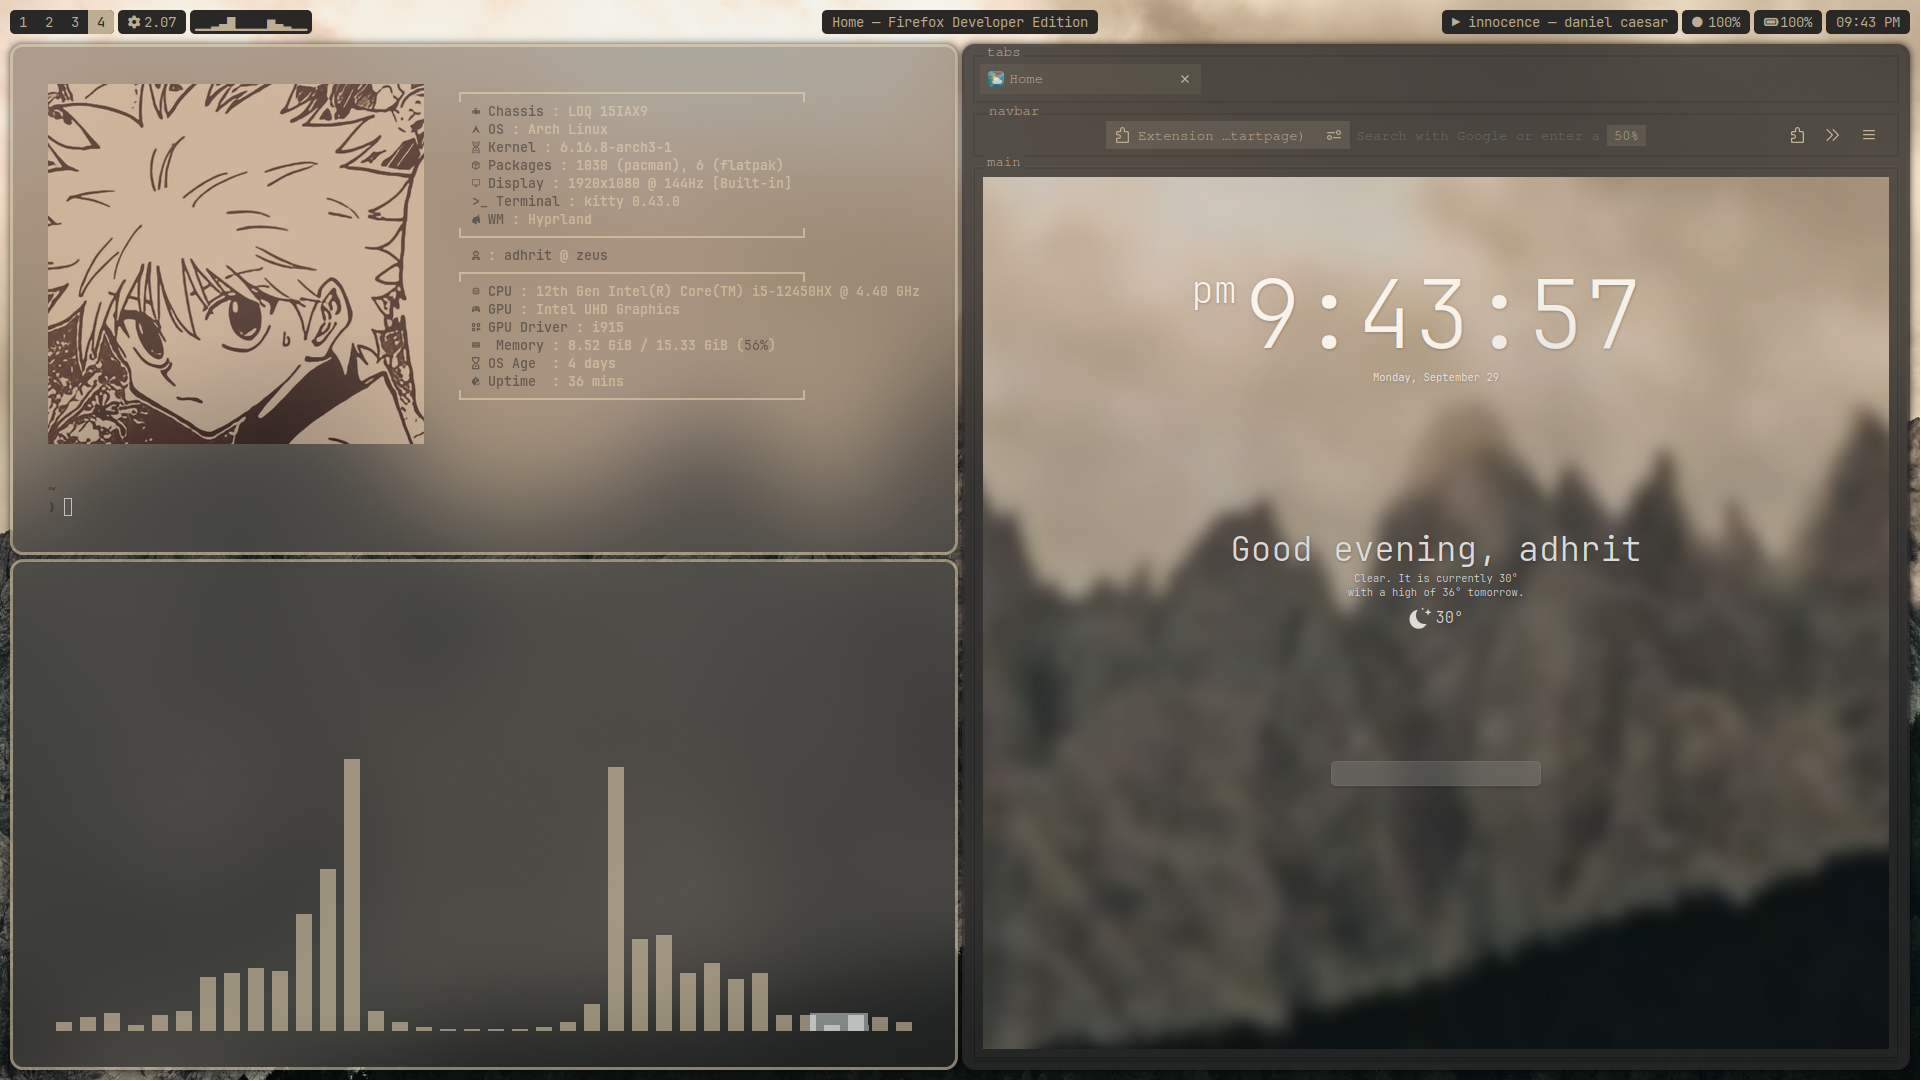 1 2 3 4 2.07
Home — Firefox Developer Edition
innocence — daniel caesar 100% 100% 09:43 PM
Chassis : LOQ 15IAX9
OS : Arch Linux
Kernel : 6.16.8-arch3-1
Packages : 1030 (pacman), 6 (flatpak)
Display : 1920x1080 @ 144Hz [Built-in]
>_ Terminal : kitty 0.43.0
WM : Hyprland
: adhrit @ zeus
CPU : 12th Gen Intel(R) Core(TM) i5-12450HX @ 4.40 GHz
GPU : Intel UHD Graphics
GPU Driver : i915
Memory : 8.52 GiB / 15.33 GiB (56%)
OS Age : 4 days
Uptime : 36 mins
~
❫
tabs
Home
navbar
Extension …tartpage) Search with Google or enter a 50%
main
pm 9:43:57
Monday, September 29
Good evening, adhrit
Clear. It is currently 30°
with a high of 36° tomorrow.
30°